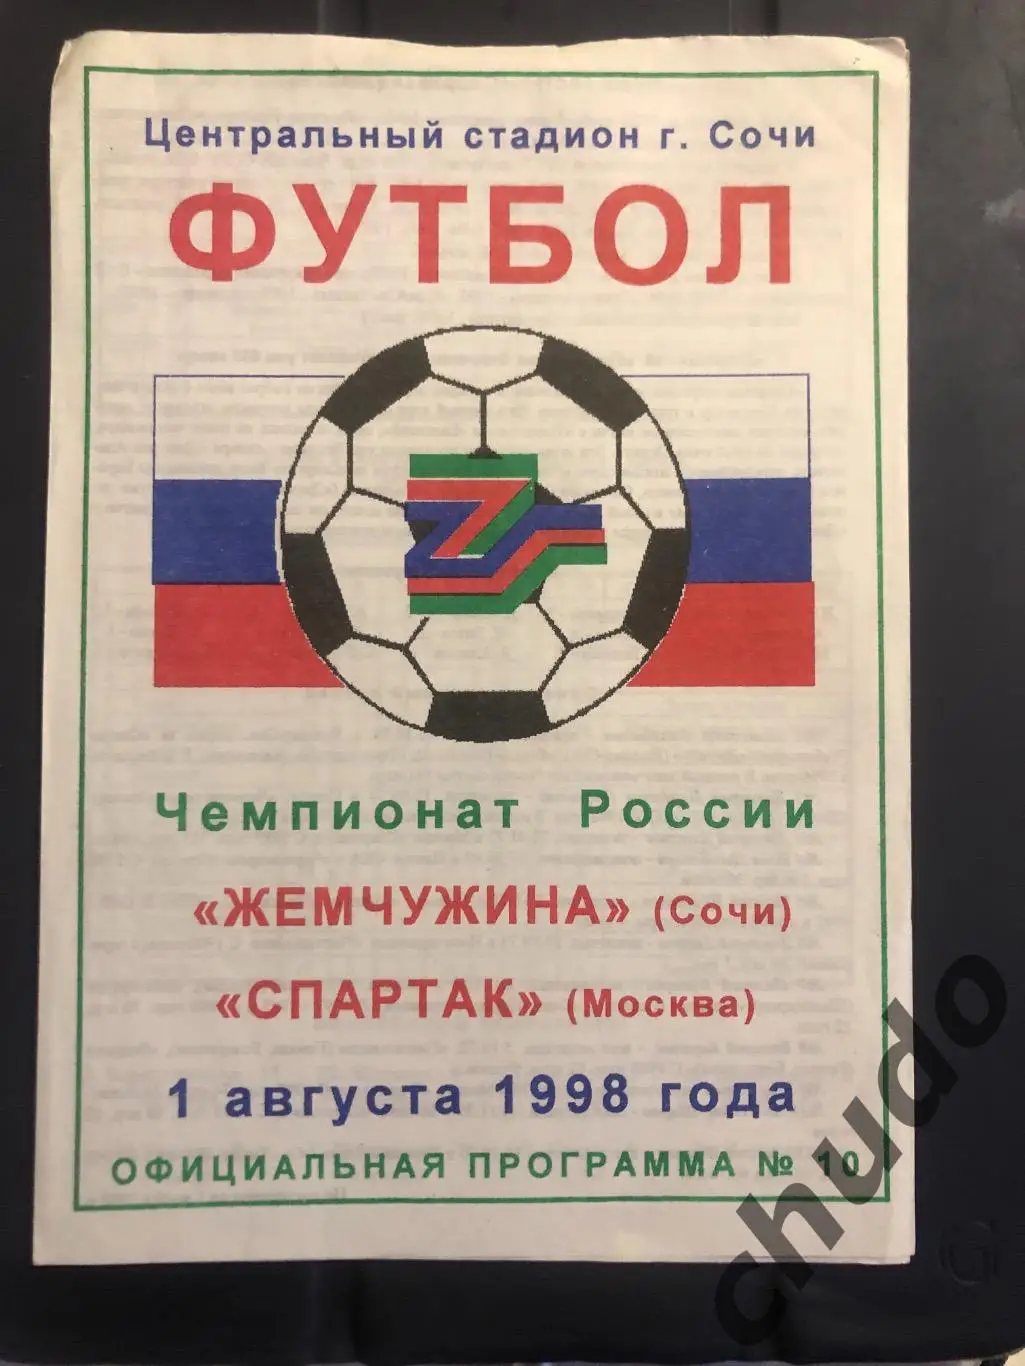 Центральный стадион г. Сочи
ФУТБОЛ
Чемпионат России
«ЖЕМЧУЖИНА» (Сочи)
«СПАРТАК» (Москва)
1 августа 1998 года
ОФИЦИАЛЬНАЯ ПРОГРАММА № 10
chudo